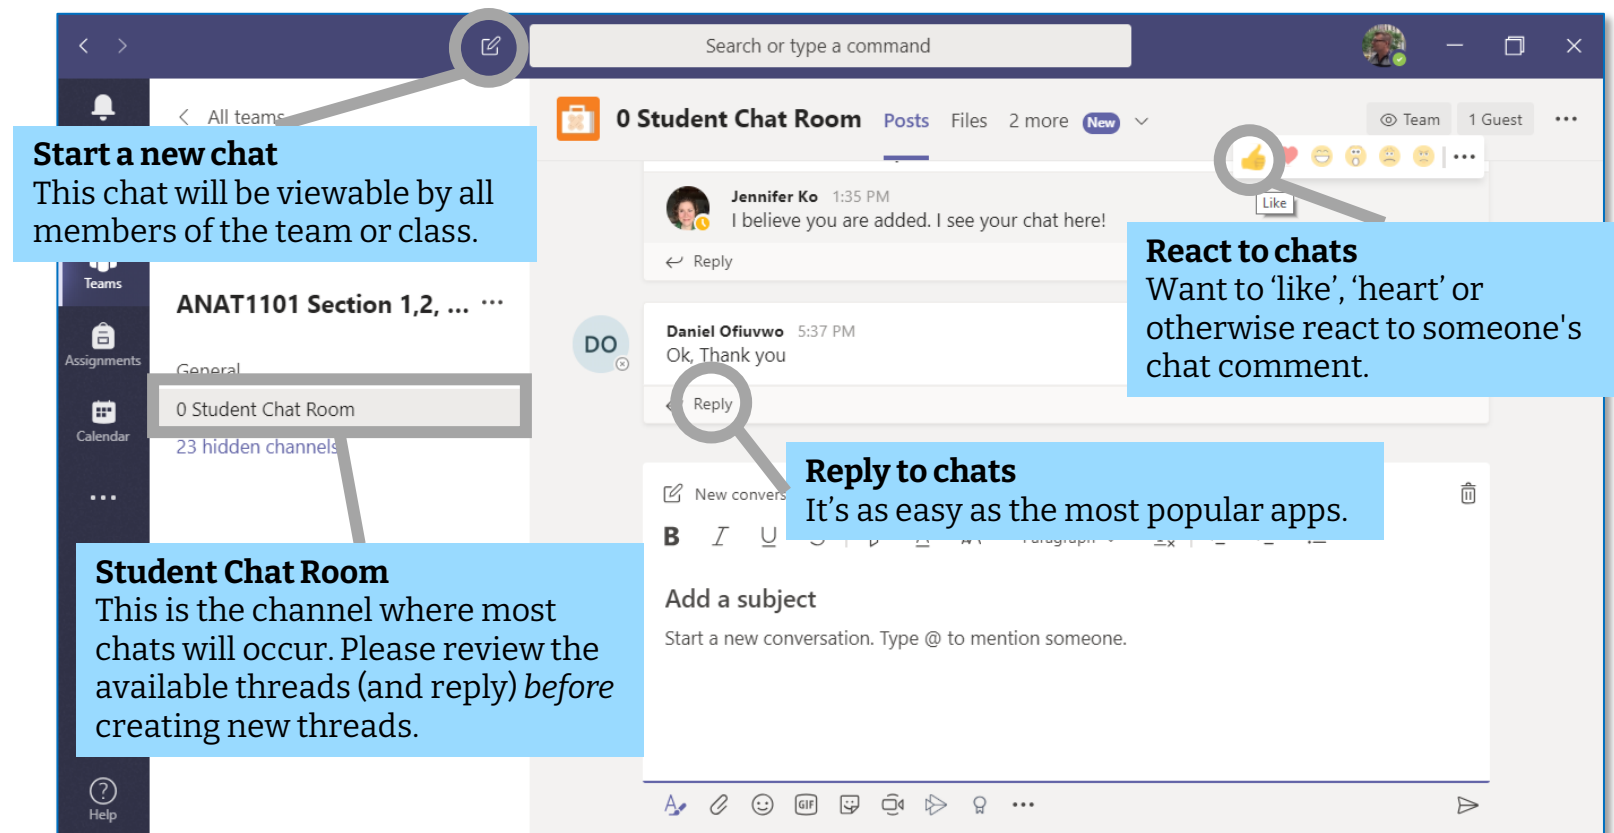 Search or type a command
All teams
Start a new chat
This chat will be viewable by all
members of the team or class.
Teams
Assignments
Calendar
Help
ANAT1101 Section 1,2, ... 
General
0 Student Chat Room
23 hidden channels
Student Chat Room
This is the channel where most
chats will occur. Please review the
available threads (and reply) before
creating new threads.
0 Student Chat Room Posts Files 2 more New
Team 1 Guest
Like
Jennifer Ko 1:35 PM
I believe you are added. I see your chat here!
Reply
React to chats
Want to ‘like’, ‘heart’ or
otherwise react to someone's
chat comment.
DO
Daniel Ofiuvwo 5:37 PM
Ok, Thank you
Reply
Reply to chats
It’s as easy as the most popular apps.
New
B I U
Add a subject
Start a new conversation. Type @ to mention someone.
GIF